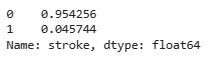 0    0.954256
1    0.045744
Name: stroke, dtype: float64